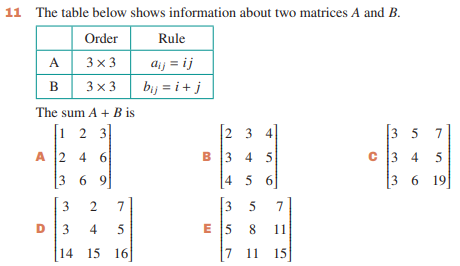 11 The table below shows information about two matrices A and B.
Order Rule
A 3 × 3 aᵢⱼ = ij
B 3 × 3 bᵢⱼ = i + j
The sum A + B is
A [1 2 3; 2 4 6; 3 6 9]
B [2 3 4; 3 4 5; 4 5 6]
C [3 5 7; 3 4 5; 3 6 19]
D [3 2 7; 3 4 5; 14 15 16]
E [3 5 7; 5 8 11; 7 11 15]